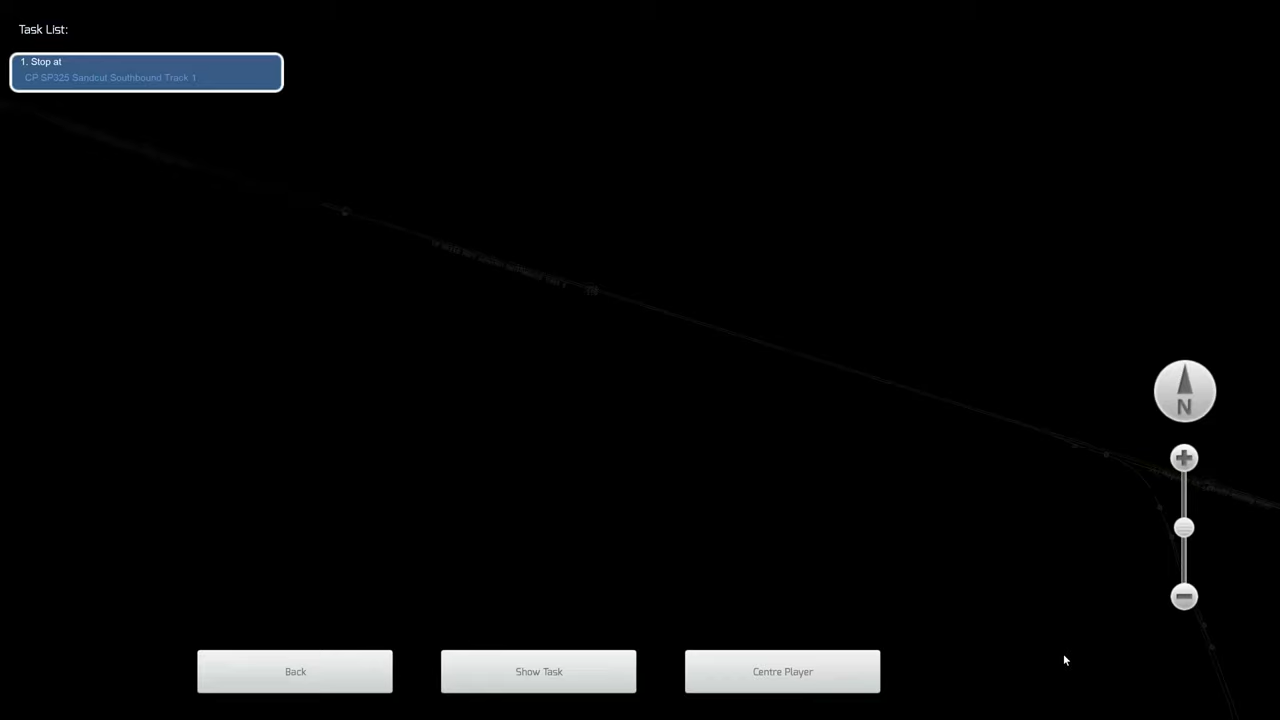 Task List:
1. Stop at
CP SP325 Sandcut Southbound Track 1
N
Back
Show Task
Centre Player